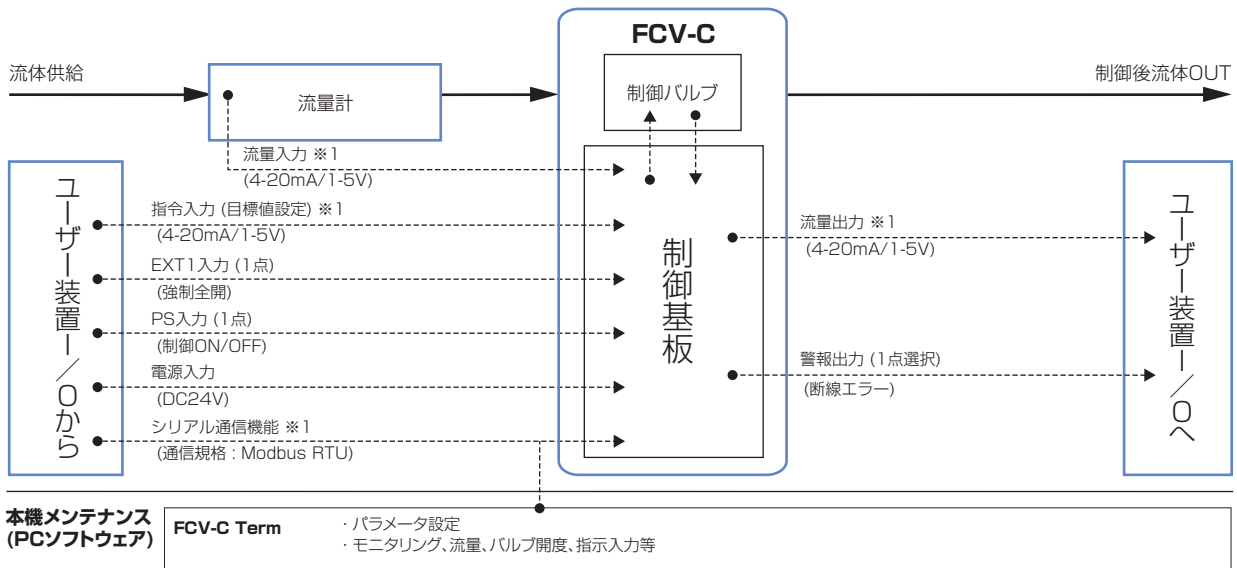 FCV-C
流体供給
制御後流体OUT
流量計
制御バルブ
流量入力 ※1
(4-20mA/1-5V)
ユーザー装置I/Oから
指令入力 (目標値設定) ※1
(4-20mA/1-5V)
EXT1入力 (1点)
(強制全開)
PS入力 (1点)
(制御ON/OFF)
電源入力
(DC24V)
シリアル通信機能 ※1
(通信規格 : Modbus RTU)
制御基板
流量出力 ※1
(4-20mA/1-5V)
警報出力 (1点選択)
(断線エラー)
ユーザー装置I/Oへ
本機メンテナンス
(PCソフトウェア)
FCV-C Term
・パラメータ設定
・モニタリング、流量、バルブ開度、指示入力等